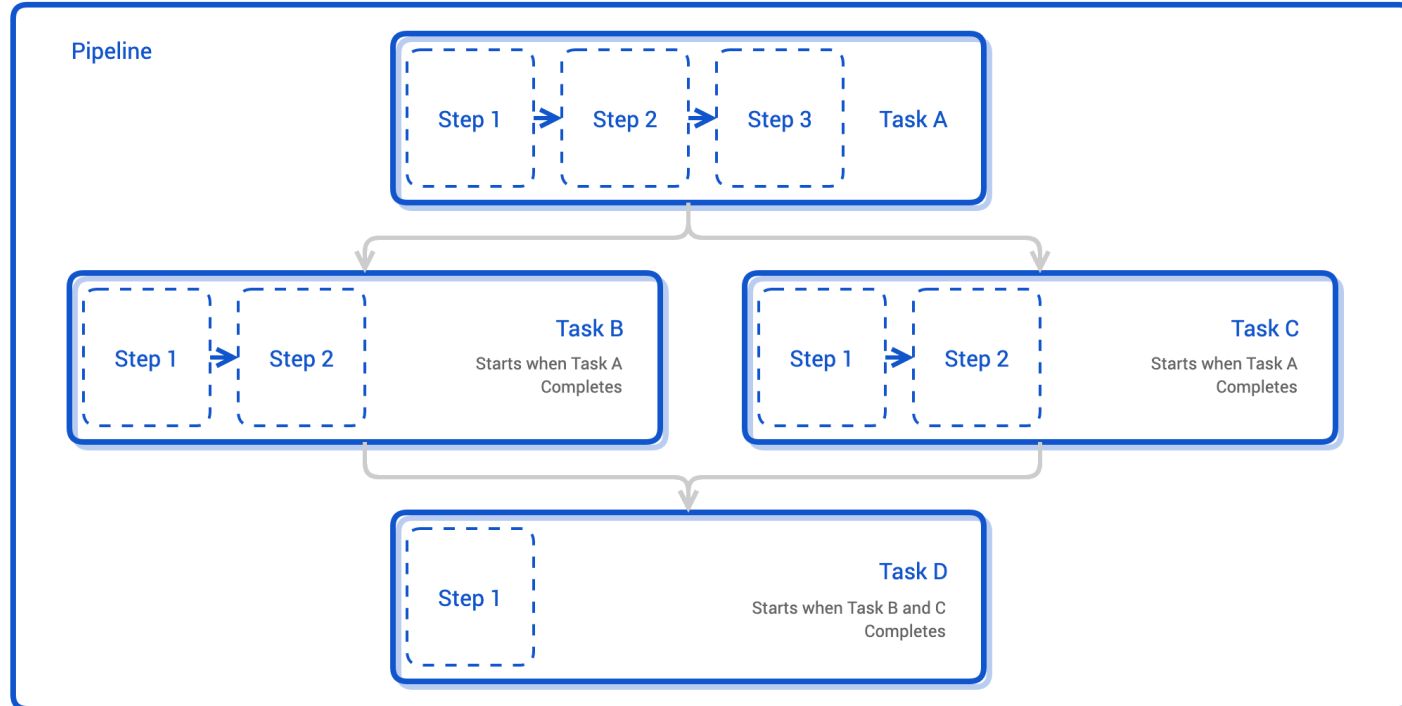 Pipeline
Step 1
Step 2
Step 3
Task A
Step 1
Step 2
Task B
Starts when Task A
Completes
Step 1
Step 2
Task C
Starts when Task A
Completes
Step 1
Task D
Starts when Task B and C
Completes